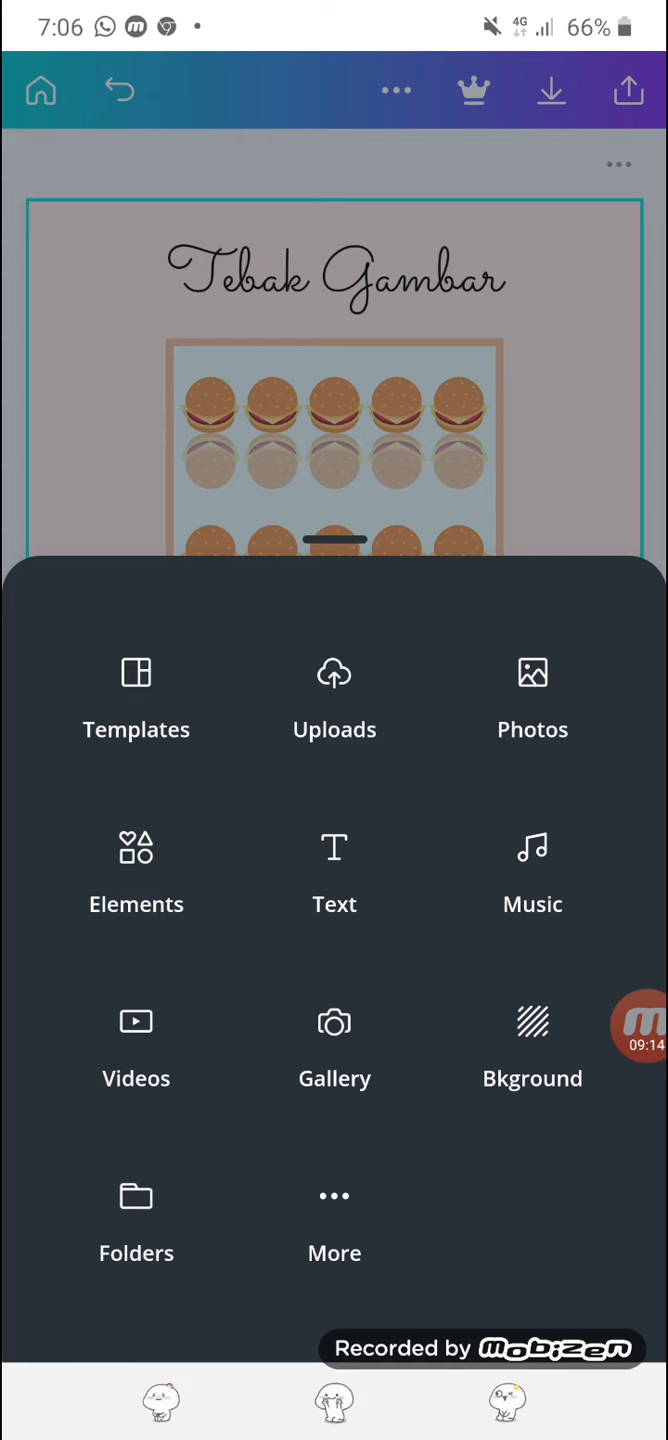 7:06 4G 66%
Tebak Gambar
Templates Uploads Photos
Elements Text Music
09:14
Videos Gallery Bkground
Folders More
Recorded by mobizen